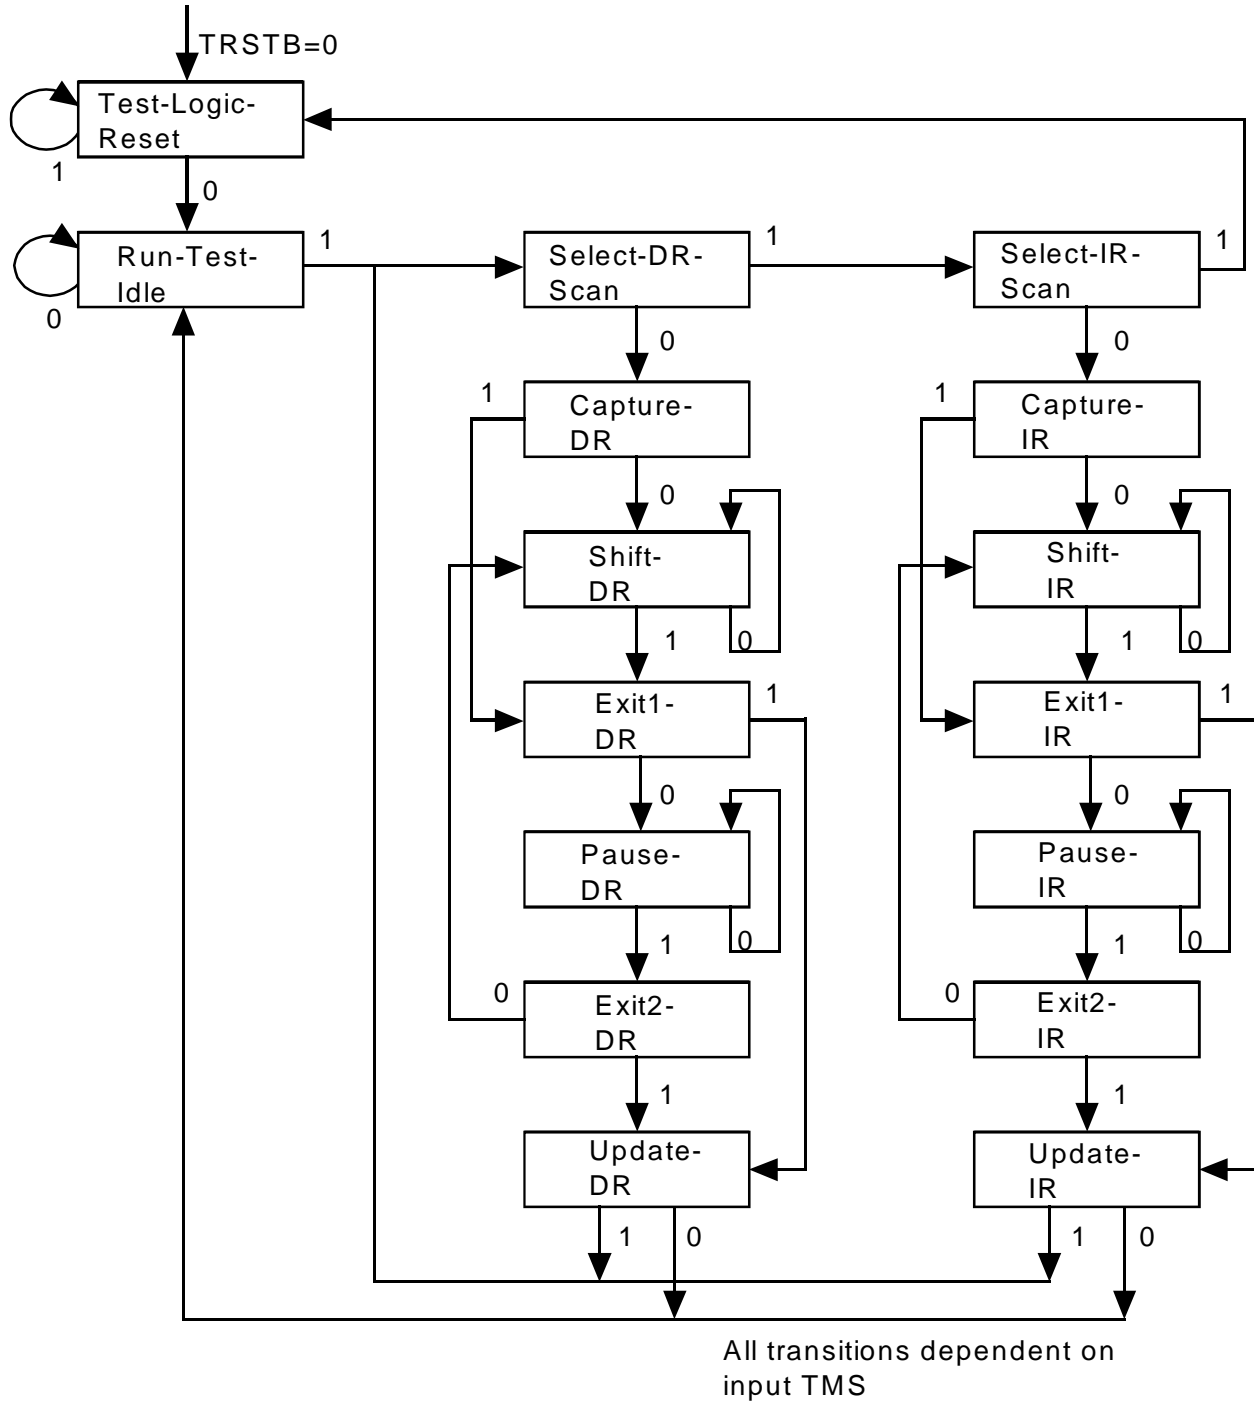 TRSTB=0
Test-Logic-
Reset
1
0
Run-Test-
Idle
0
1
Select-DR-
Scan
1
Select-IR-
Scan
1
0
0
1
Capture-
DR
1
Capture-
IR
0
0
Shift-
DR
Shift-
IR
1
0
1
0
Exit1-
DR
1
Exit1-
IR
1
0
0
Pause-
DR
Pause-
IR
1
0
1
0
0
Exit2-
DR
0
Exit2-
IR
1
1
Update-
DR
Update-
IR
1
0
1
0
All transitions dependent on
input TMS